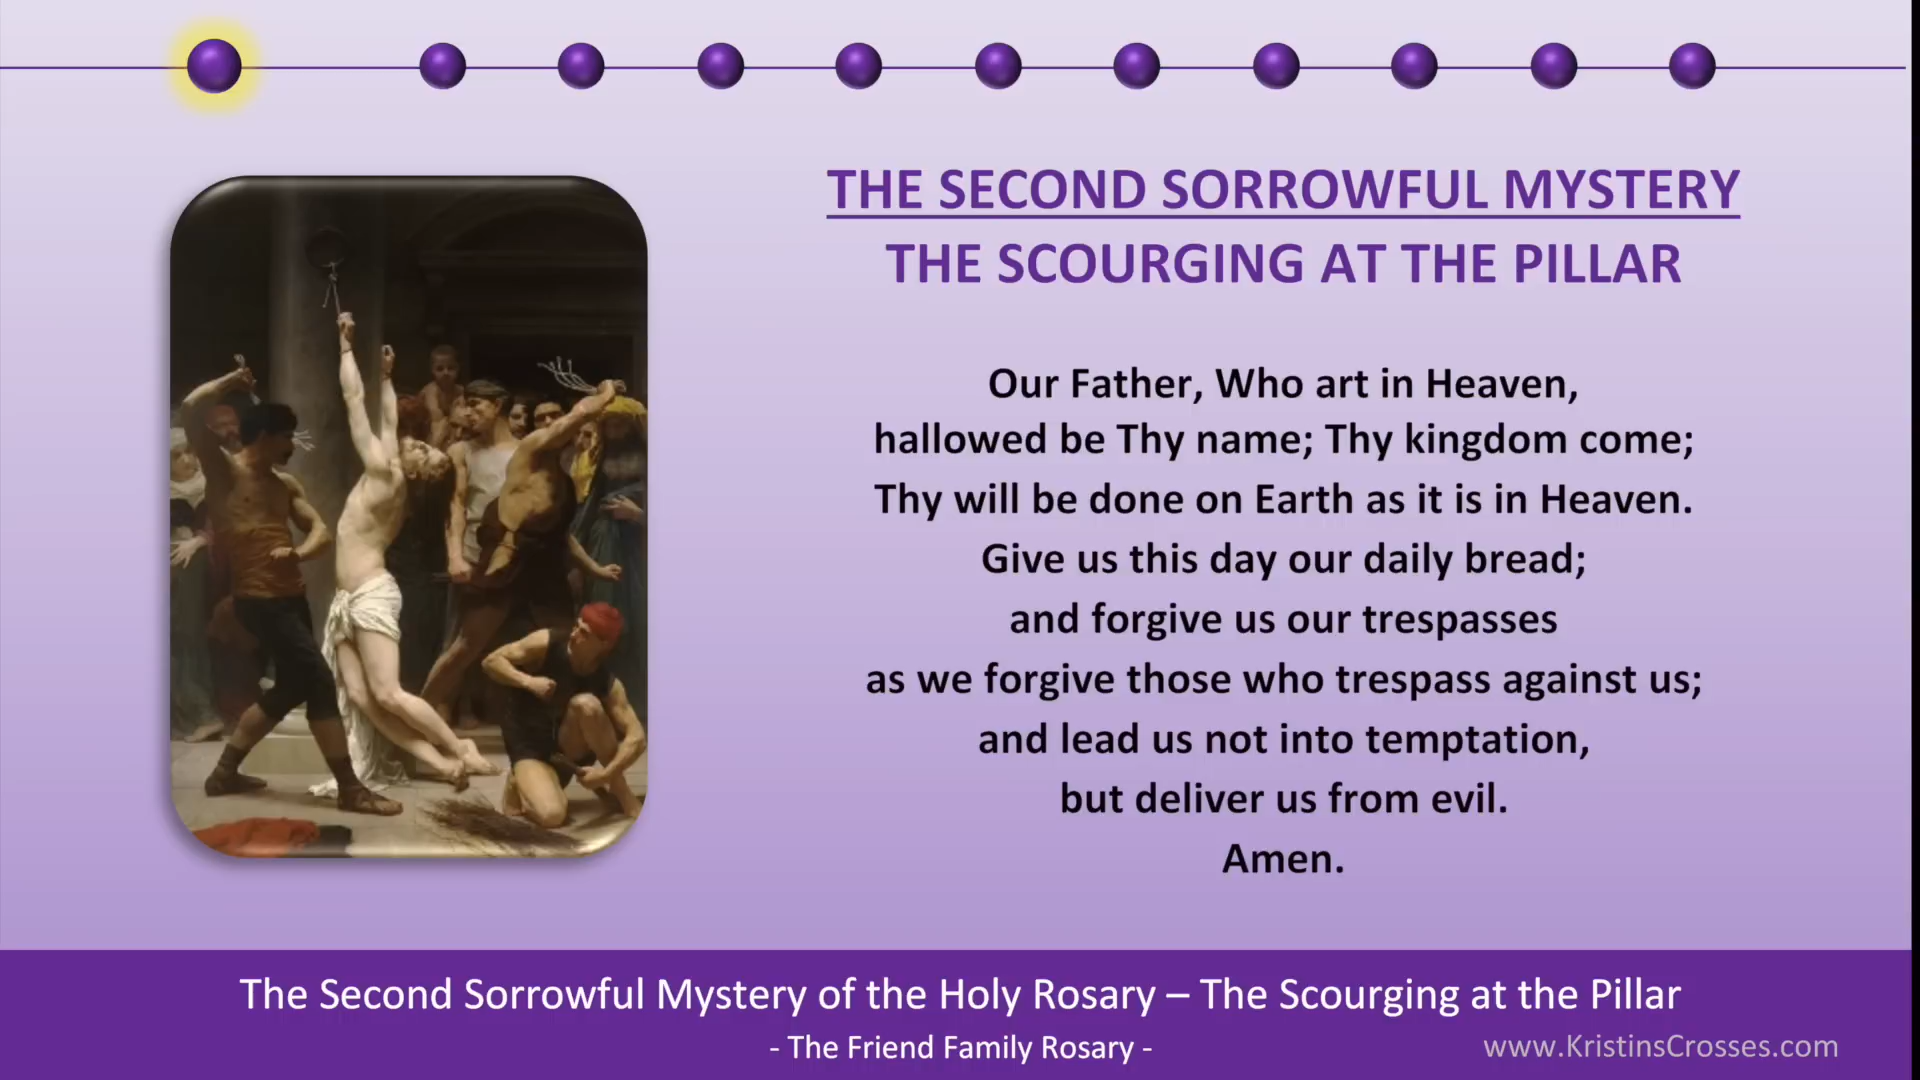 THE SECOND SORROWFUL MYSTERY
THE SCOURGING AT THE PILLAR
Our Father, Who art in Heaven,
hallowed be Thy name; Thy kingdom come;
Thy will be done on Earth as it is in Heaven.
Give us this day our daily bread;
and forgive us our trespasses
as we forgive those who trespass against us;
and lead us not into temptation,
but deliver us from evil.
Amen.
The Second Sorrowful Mystery of the Holy Rosary – The Scourging at the Pillar
- The Friend Family Rosary -
www.KristinsCrosses.com